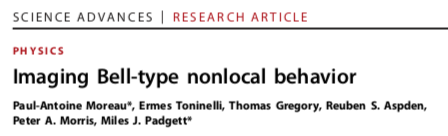 SCIENCE ADVANCES | RESEARCH ARTICLE
PHYSICS
Imaging Bell-type nonlocal behavior
Paul-Antoine Moreau*, Ermes Toninelli, Thomas Gregory, Reuben S. Aspden,
Peter A. Morris, Miles J. Padgett*